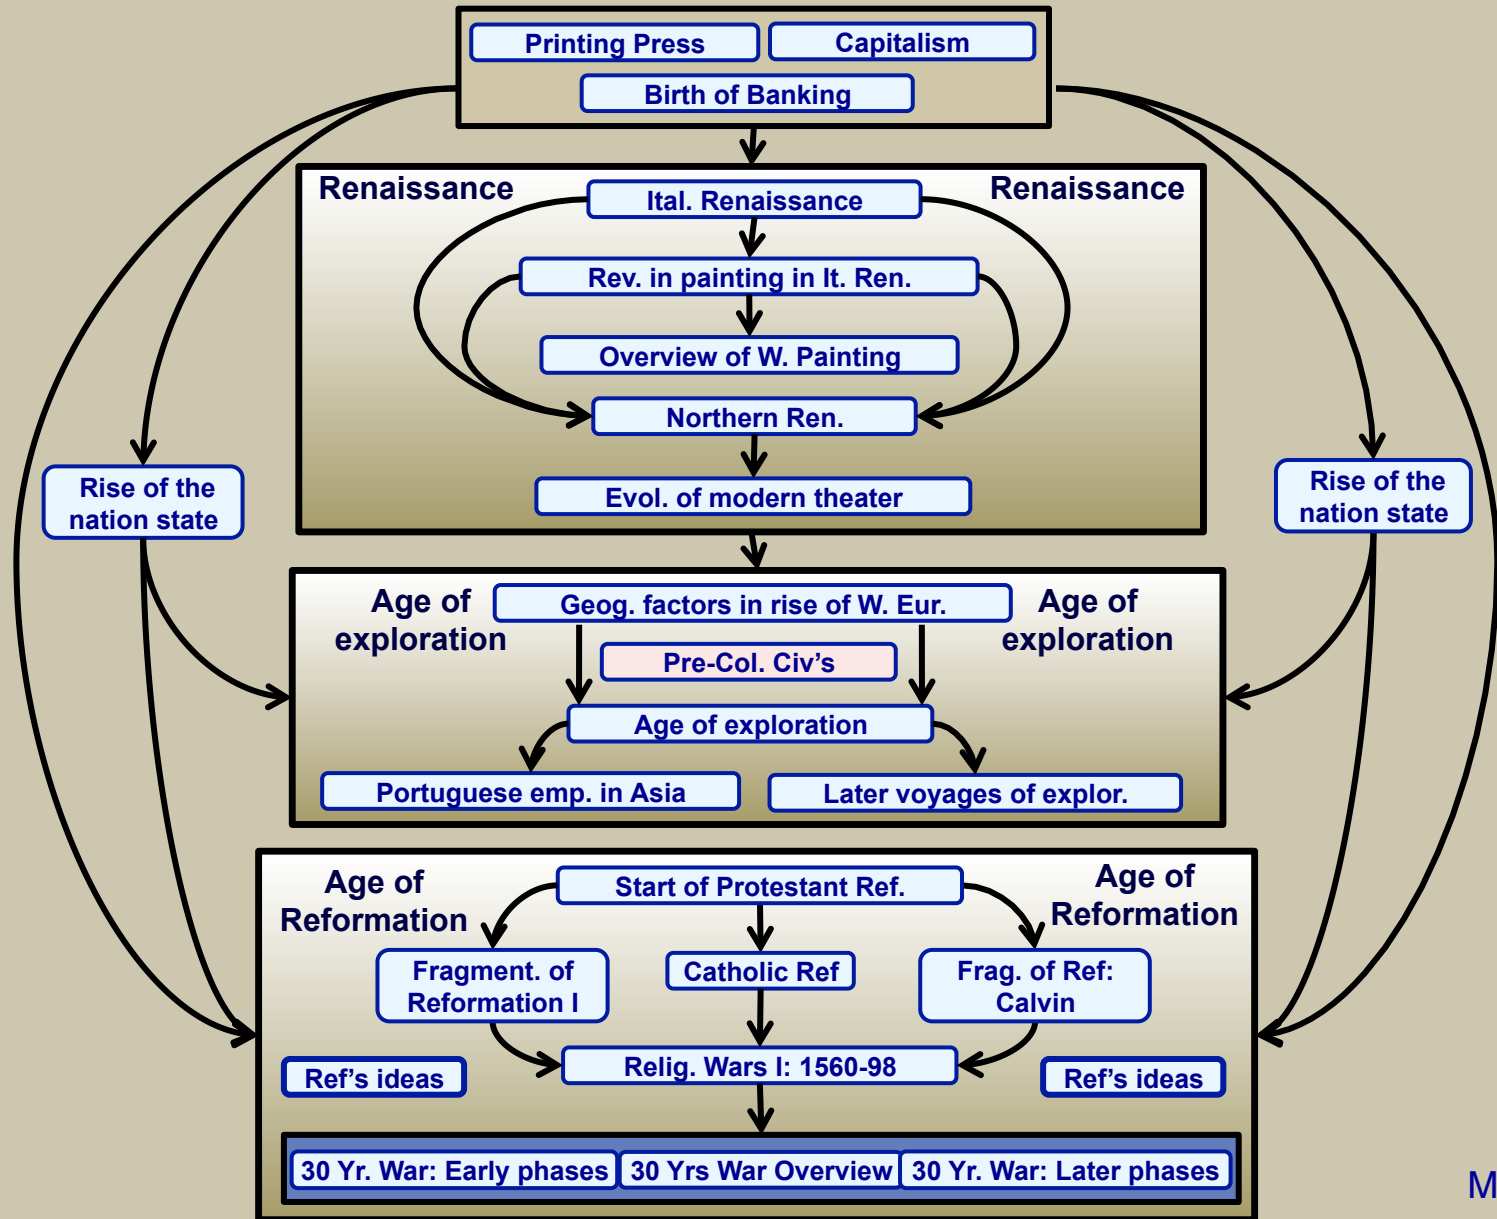 Printing Press
Capitalism
Birth of Banking
Renaissance
Ital. Renaissance
Renaissance
Rev. in painting in It. Ren.
Overview of W. Painting
Northern Ren.
Evol. of modern theater
Rise of the
nation state
Rise of the
nation state
Age of
exploration
Geog. factors in rise of W. Eur.
Age of
exploration
Pre-Col. Civ’s
Age of exploration
Portuguese emp. in Asia
Later voyages of explor.
Age of
Reformation
Start of Protestant Ref.
Age of
Reformation
Fragment. of
Reformation I
Catholic Ref
Frag. of Ref:
Calvin
Relig. Wars I: 1560-98
Ref’s ideas
Ref’s ideas
30 Yr. War: Early phases
30 Yrs War Overview
30 Yr. War: Later phases
M